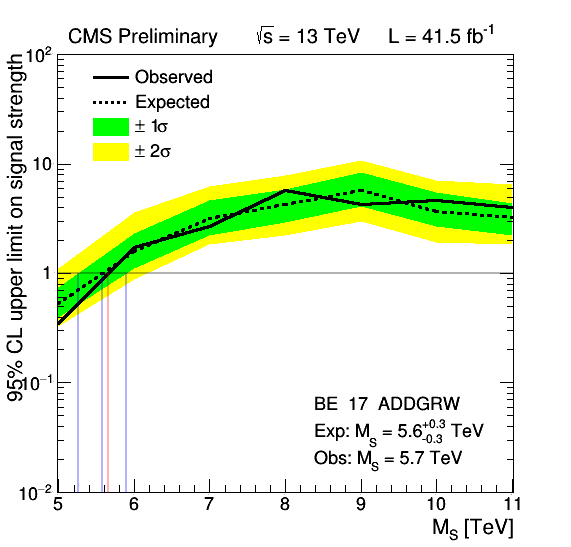 CMS Preliminary √s = 13 TeV L = 41.5 fb⁻¹
95% CL upper limit on signal strength
10²
10
1
10⁻¹
10⁻²
Observed
Expected
± 1σ
± 2σ
BE 17 ADDGRW
Exp: M_S = 5.6 +0.3 -0.3 TeV
Obs: M_S = 5.7 TeV
5 6 7 8 9 10 11
M_S [TeV]